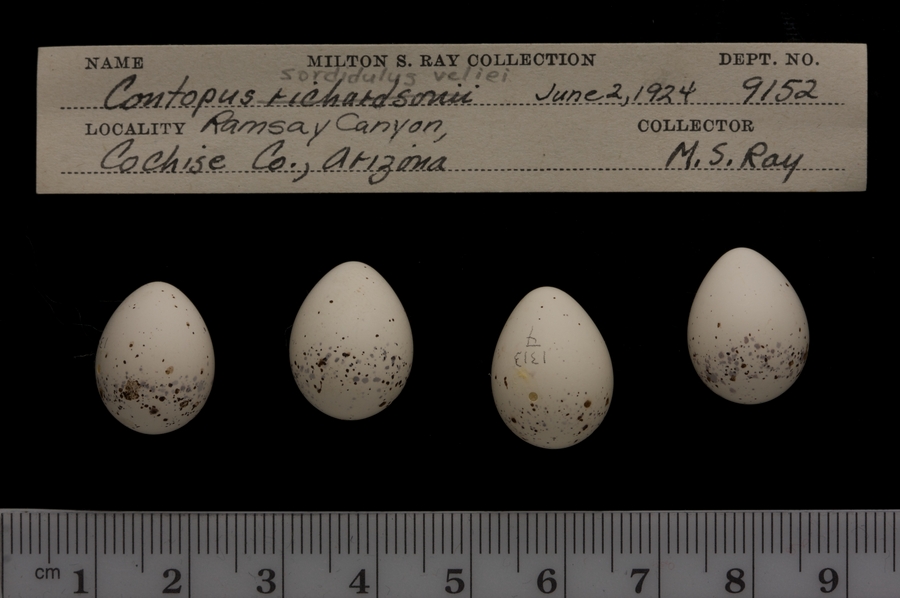 NAME MILTON S. RAY COLLECTION DEPT. NO.
sordidulus veliei
Contopus richardsonii June 2, 1924 9152
LOCALITY Ramsay Canyon, COLLECTOR
Cochise Co., Arizona M. S. Ray
1313
4
cm 1 2 3 4 5 6 7 8 9